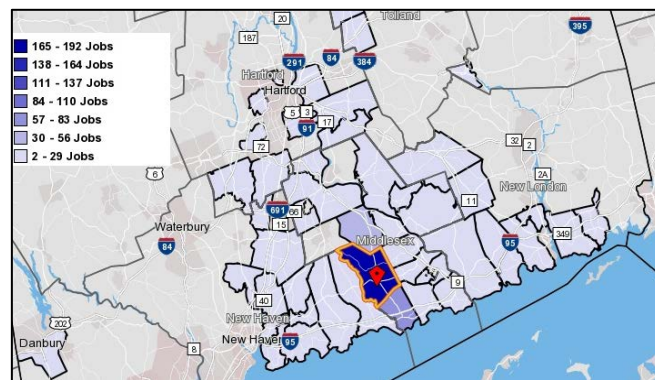 165 - 192 Jobs
138 - 164 Jobs
111 - 137 Jobs
84 - 110 Jobs
57 - 83 Jobs
30 - 56 Jobs
2 - 29 Jobs
20
Tolland
395
187
291
84
384
Hartford
Hartford
5
3
17
91
72
32
2
6
2A
New London
691
66
15
11
Waterbury
84
Middlesex
95
349
9
40
New Haven
202
New Haven
95
Danbury
8